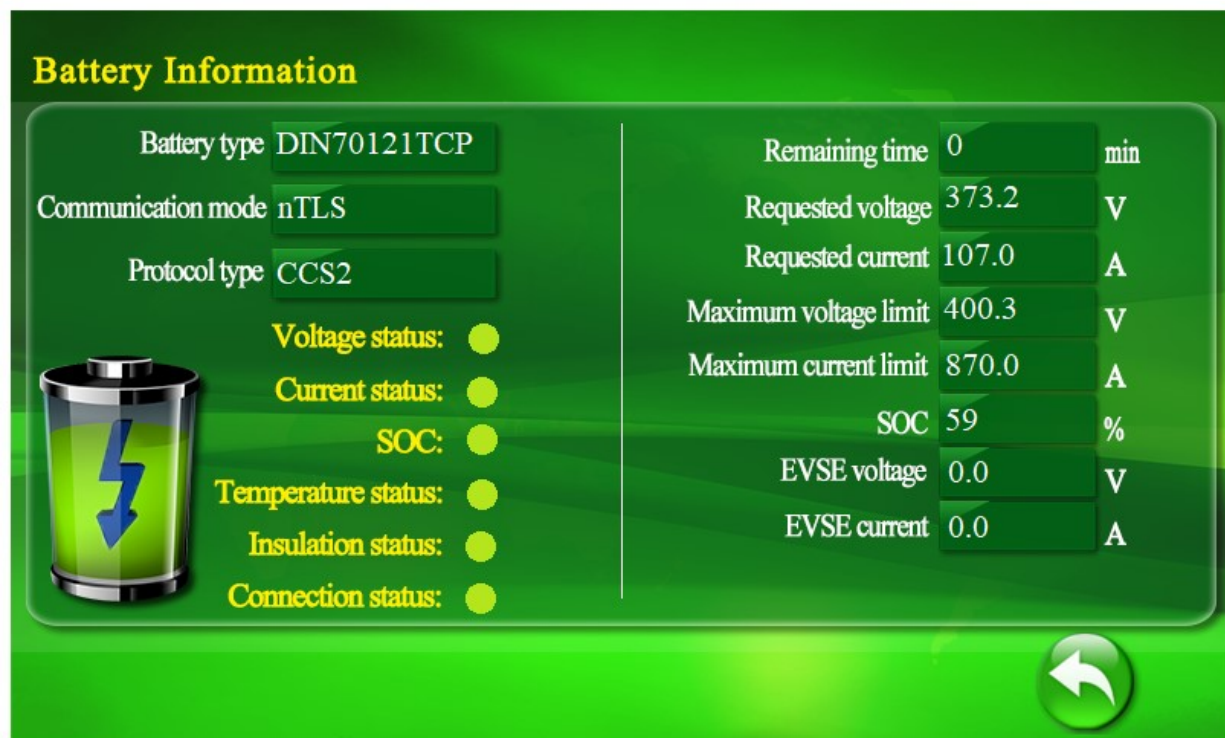 Battery Information
Battery type DIN70121TCP
Communication mode nTLS
Protocol type CCS2
Voltage status:
Current status:
SOC:
Temperature status:
Insulation status:
Connection status:
Remaining time 0 min
Requested voltage 373.2 V
Requested current 107.0 A
Maximum voltage limit 400.3 V
Maximum current limit 870.0 A
SOC 59 %
EVSE voltage 0.0 V
EVSE current 0.0 A